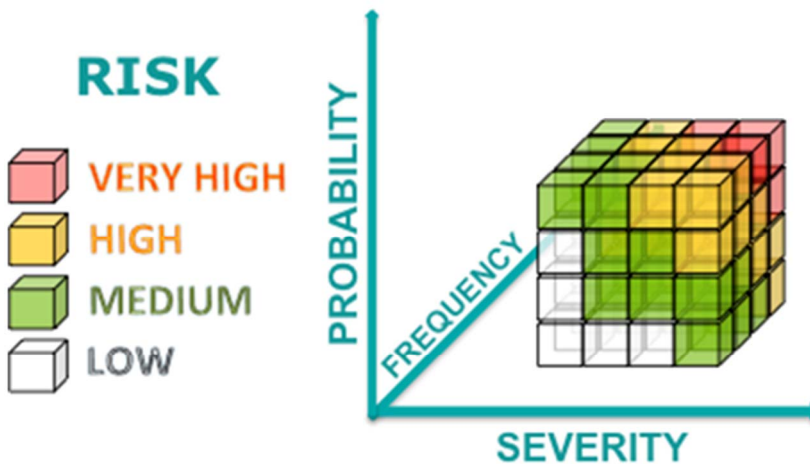 RISK
VERY HIGH
HIGH
MEDIUM
LOW
PROBABILITY
FREQUENCY
SEVERITY